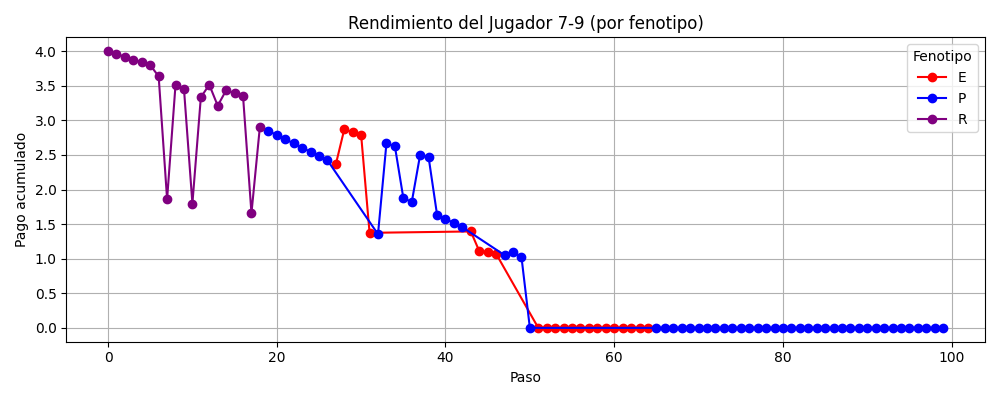 Rendimiento del Jugador 7-9 (por fenotipo)
Pago acumulado
4.0
3.5
3.0
2.5
2.0
1.5
1.0
0.5
0.0
Fenotipo
E
P
R
0 20 40 60 80 100
Paso